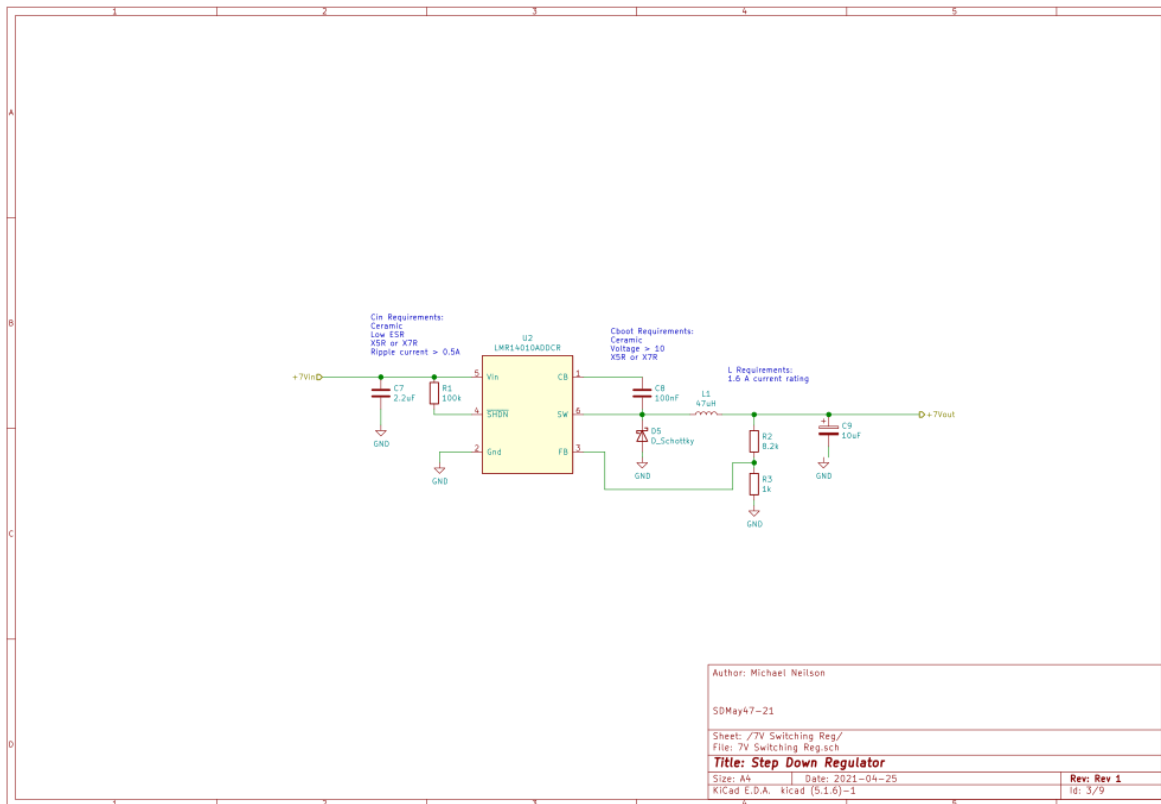 1 2 3 4 5
A
B
C
D
Cin Requirements:
Ceramic
Low ESR
X5R or X7R
Ripple current > 0.5A
U2
LMR14010ADDCR
Cboot Requirements:
Ceramic
Voltage > 10
X5R or X7R
L Requirements:
1.6 A current rating
+7Vin
C7
2.2uF
GND
R1
100k
5 Vin
4 SHDN
2 Gnd
GND
CB 1
SW 6
FB 3
C8
100nF
D5
D_Schottky
GND
L1
47uH
R2
8.2k
R3
1k
GND
C9
10uF
GND
+7Vout
Author: Michael Neilson
SDMay47-21
Sheet: /7V Switching Reg/
File: 7V Switching Reg.sch
Title: Step Down Regulator
Size: A4 Date: 2021-04-25 Rev: Rev 1
KiCad E.D.A. kicad (5.1.6)-1 Id: 3/9
1 2 3 4 5